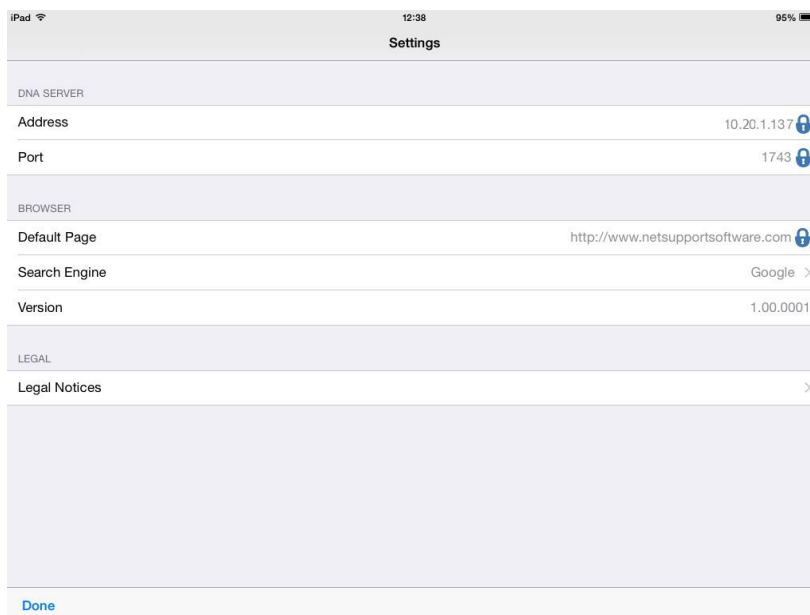 iPad 12:38 95%
Settings
DNA SERVER
Address 10.20.1.137
Port 1743
BROWSER
Default Page http://www.netsupportsoftware.com
Search Engine Google
Version 1.00.0001
LEGAL
Legal Notices
Done